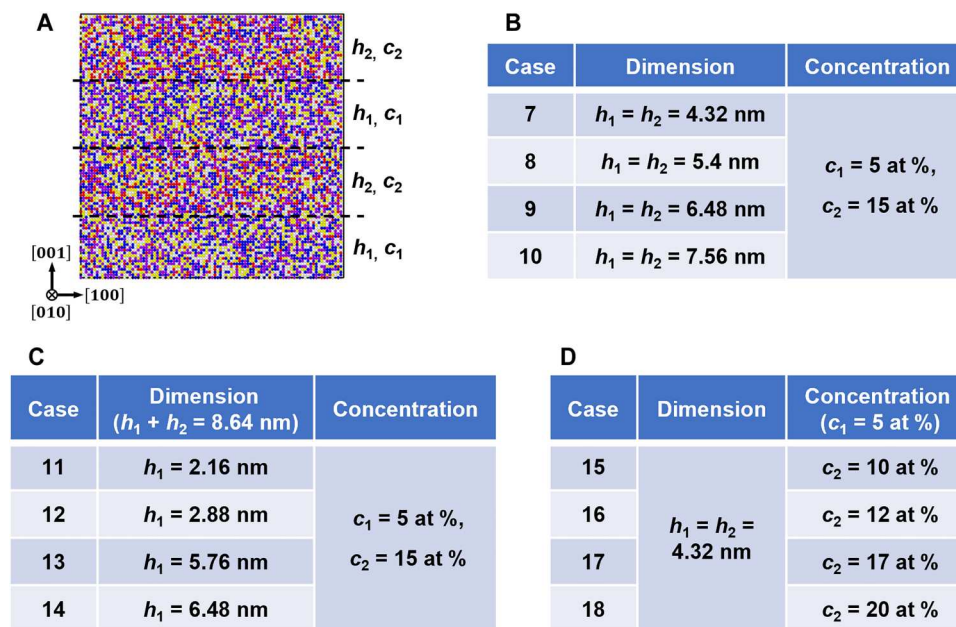 A
h₂, c₂
h₁, c₁
h₂, c₂
h₁, c₁
[001]
[100]
[010]
B
Case Dimension Concentration
7 h₁ = h₂ = 4.32 nm
8 h₁ = h₂ = 5.4 nm
9 h₁ = h₂ = 6.48 nm
10 h₁ = h₂ = 7.56 nm
c₁ = 5 at %,
c₂ = 15 at %
C
Case Dimension Concentration
(h₁ + h₂ = 8.64 nm)
11 h₁ = 2.16 nm
12 h₁ = 2.88 nm
13 h₁ = 5.76 nm
14 h₁ = 6.48 nm
c₁ = 5 at %,
c₂ = 15 at %
D
Case Dimension Concentration
(c₁ = 5 at %)
15 c₂ = 10 at %
16 c₂ = 12 at %
17 c₂ = 17 at %
18 c₂ = 20 at %
h₁ = h₂ =
4.32 nm